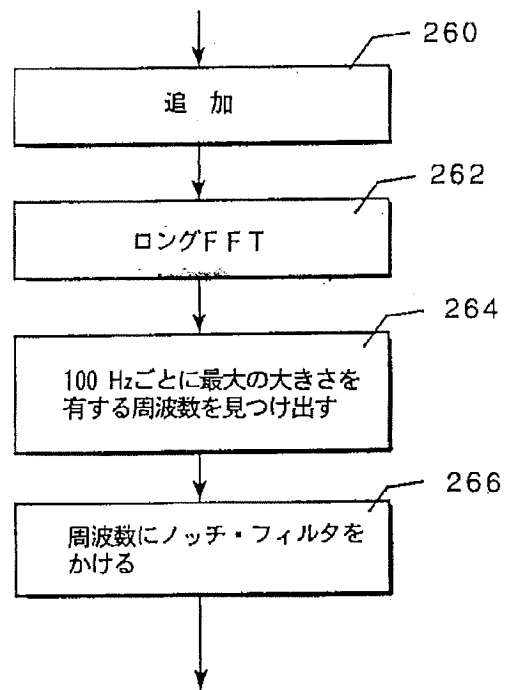 260
追 加
262
ロングFFT
264
100 Hzごとに最大の大きさを
有する周波数を見つけ出す
266
周波数にノッチ・フィルタを
かける